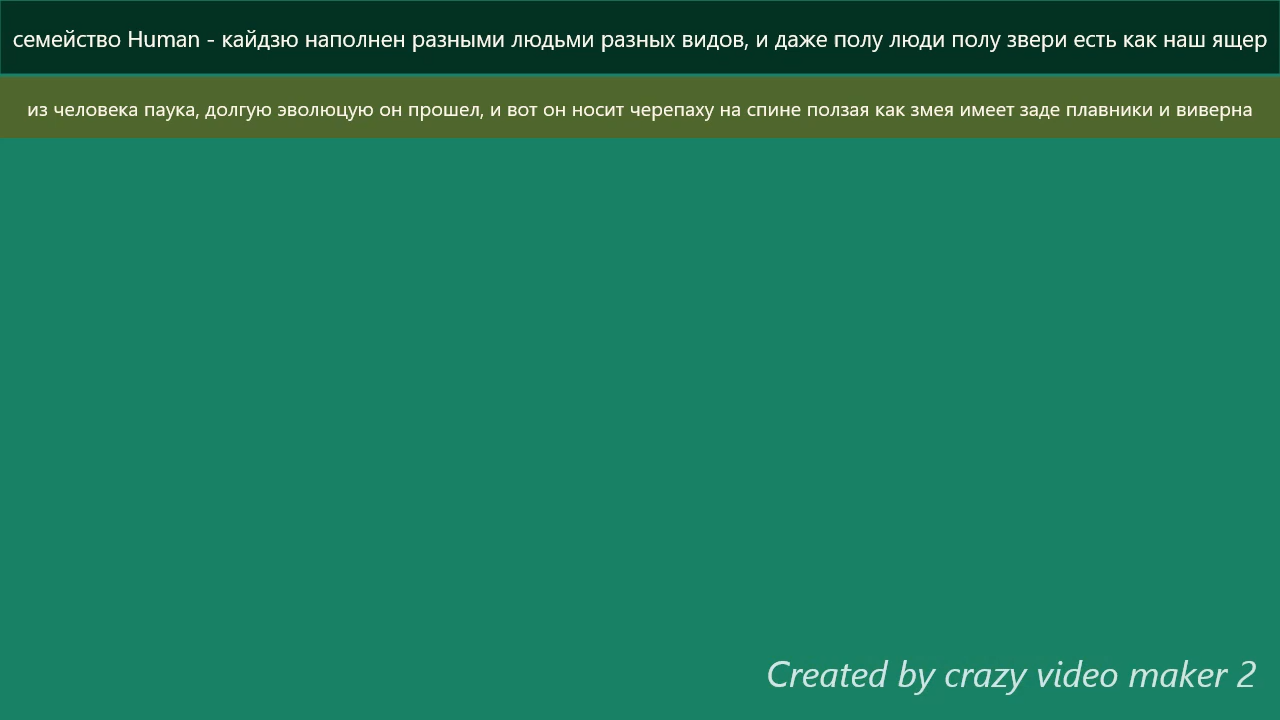 семейство Human - кайдзю наполнен разными людьми разных видов, и даже полу люди полу звери есть как наш ящер
из человека паука, долгую эволюцую он прошел, и вот он носит черепаху на спине ползая как змея имеет заде плавники и виверна
Created by crazy video maker 2